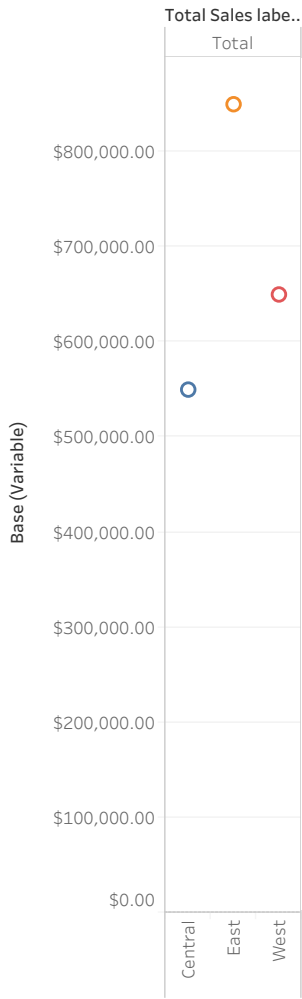 Total Sales labe..
Total
$800,000.00
$700,000.00
$600,000.00
$500,000.00
$400,000.00
$300,000.00
$200,000.00
$100,000.00
$0.00
Base (Variable)
Central
East
West